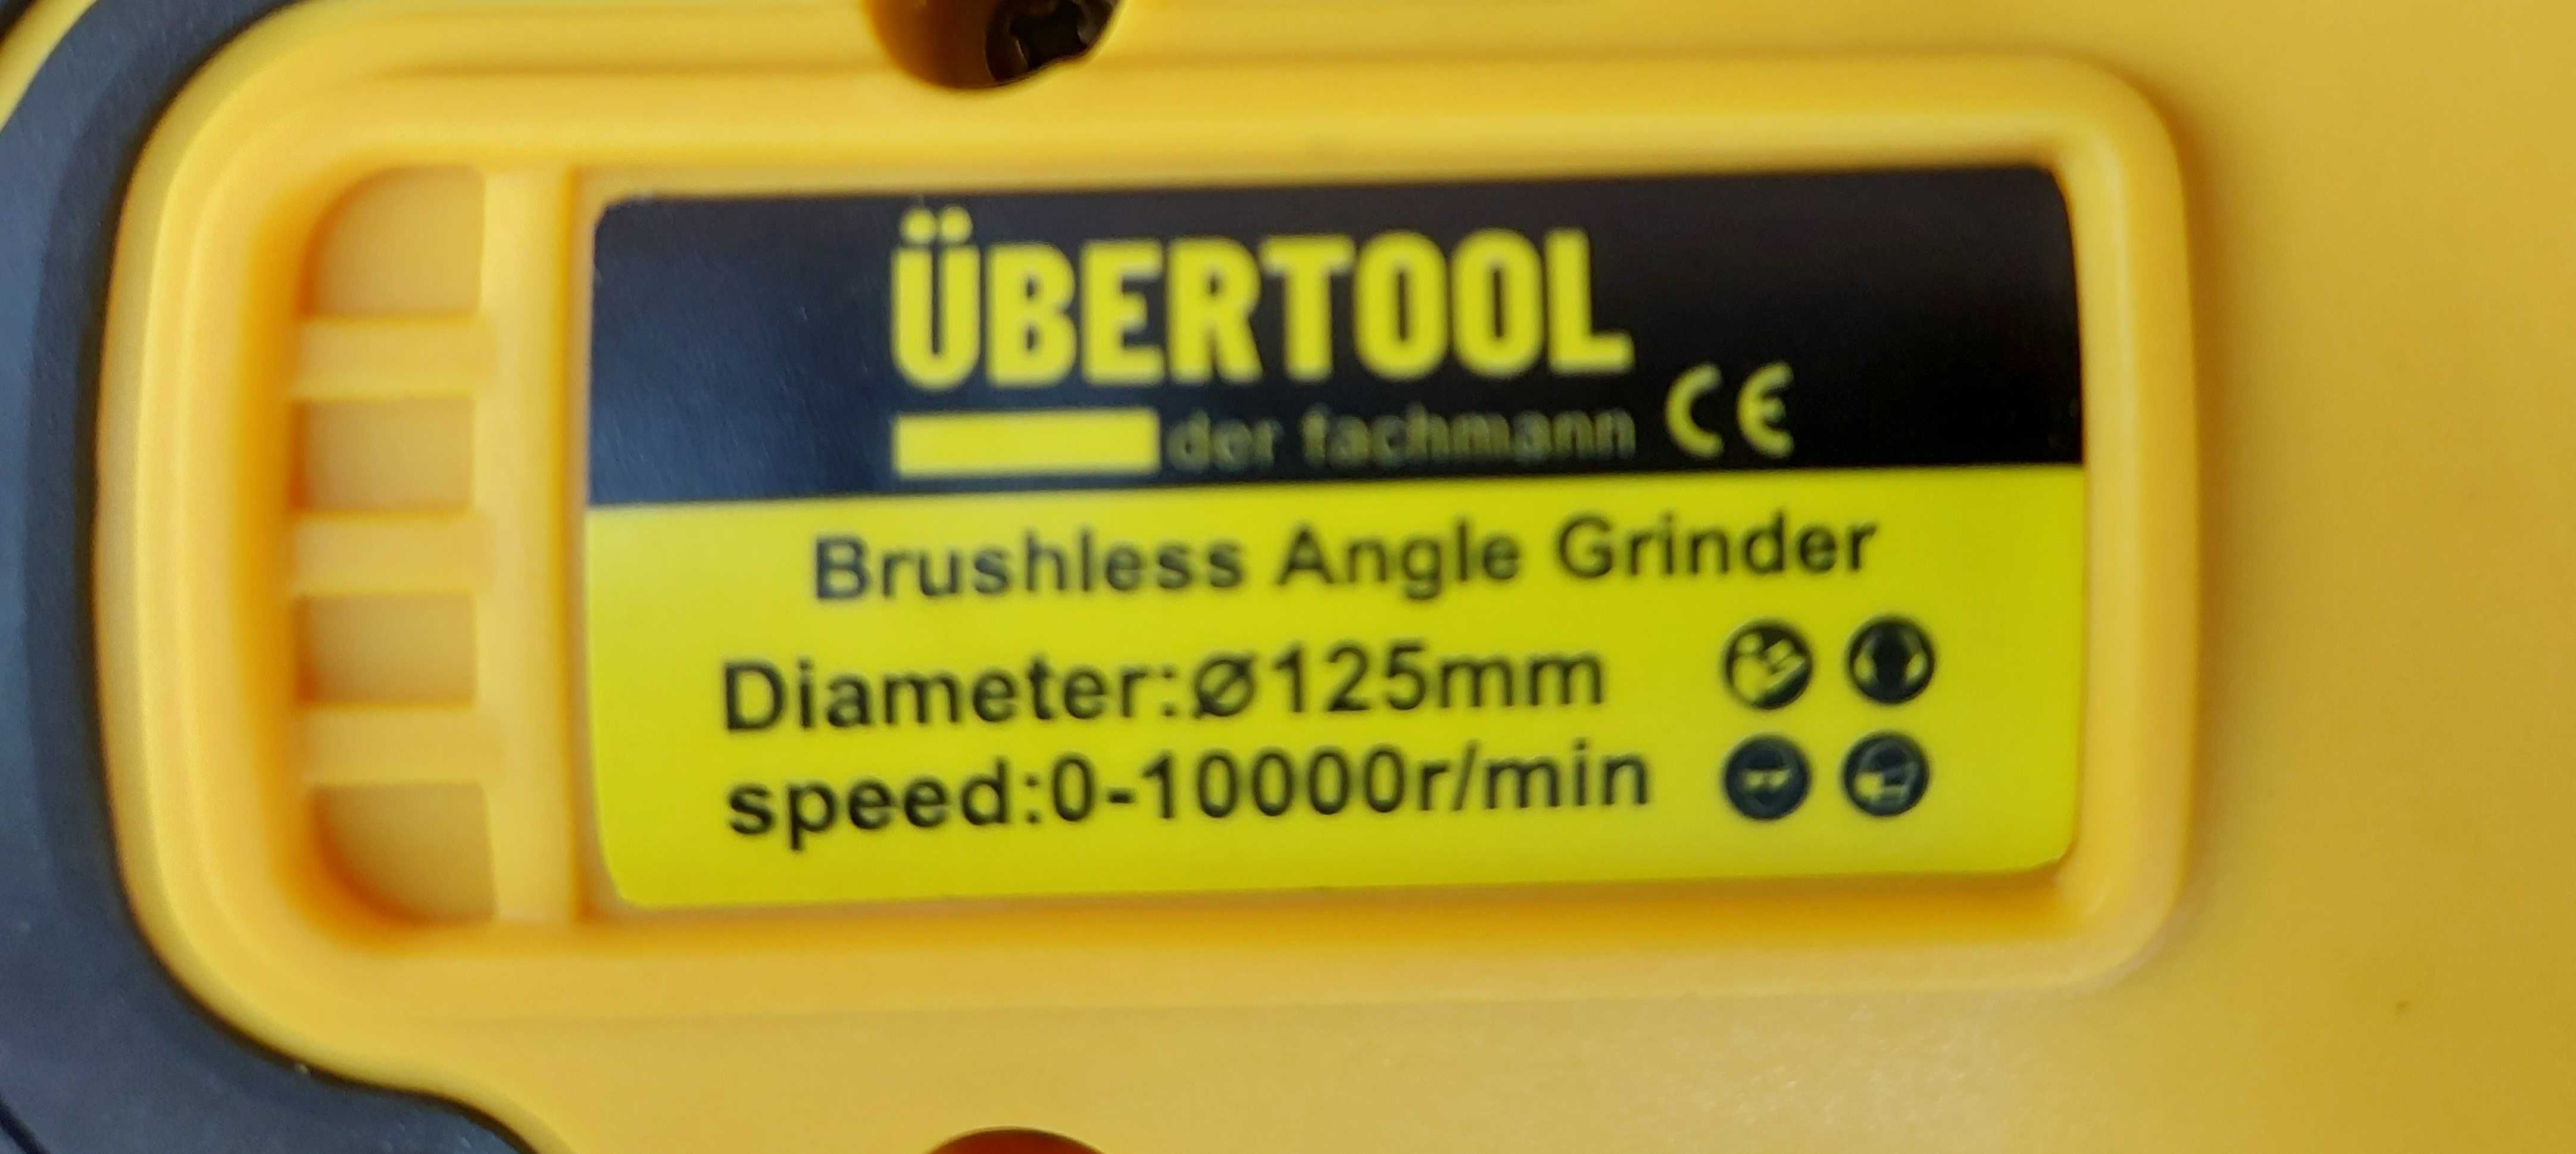 ÜBERTOOL
der fachmann CE
Brushless Angle Grinder
Diameter:Ø125mm
speed:0-10000r/min